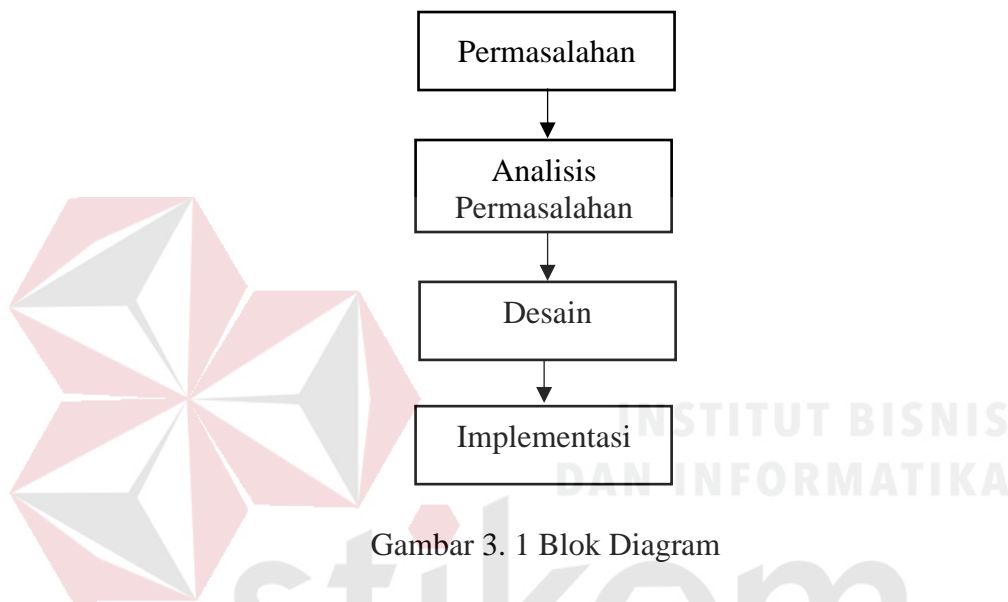 Permasalahan
Analisis
Permasalahan
Desain
Implementasi
INSTITUT BISNIS
DAN INFORMATIKA
Gambar 3. 1 Blok Diagram
stikom